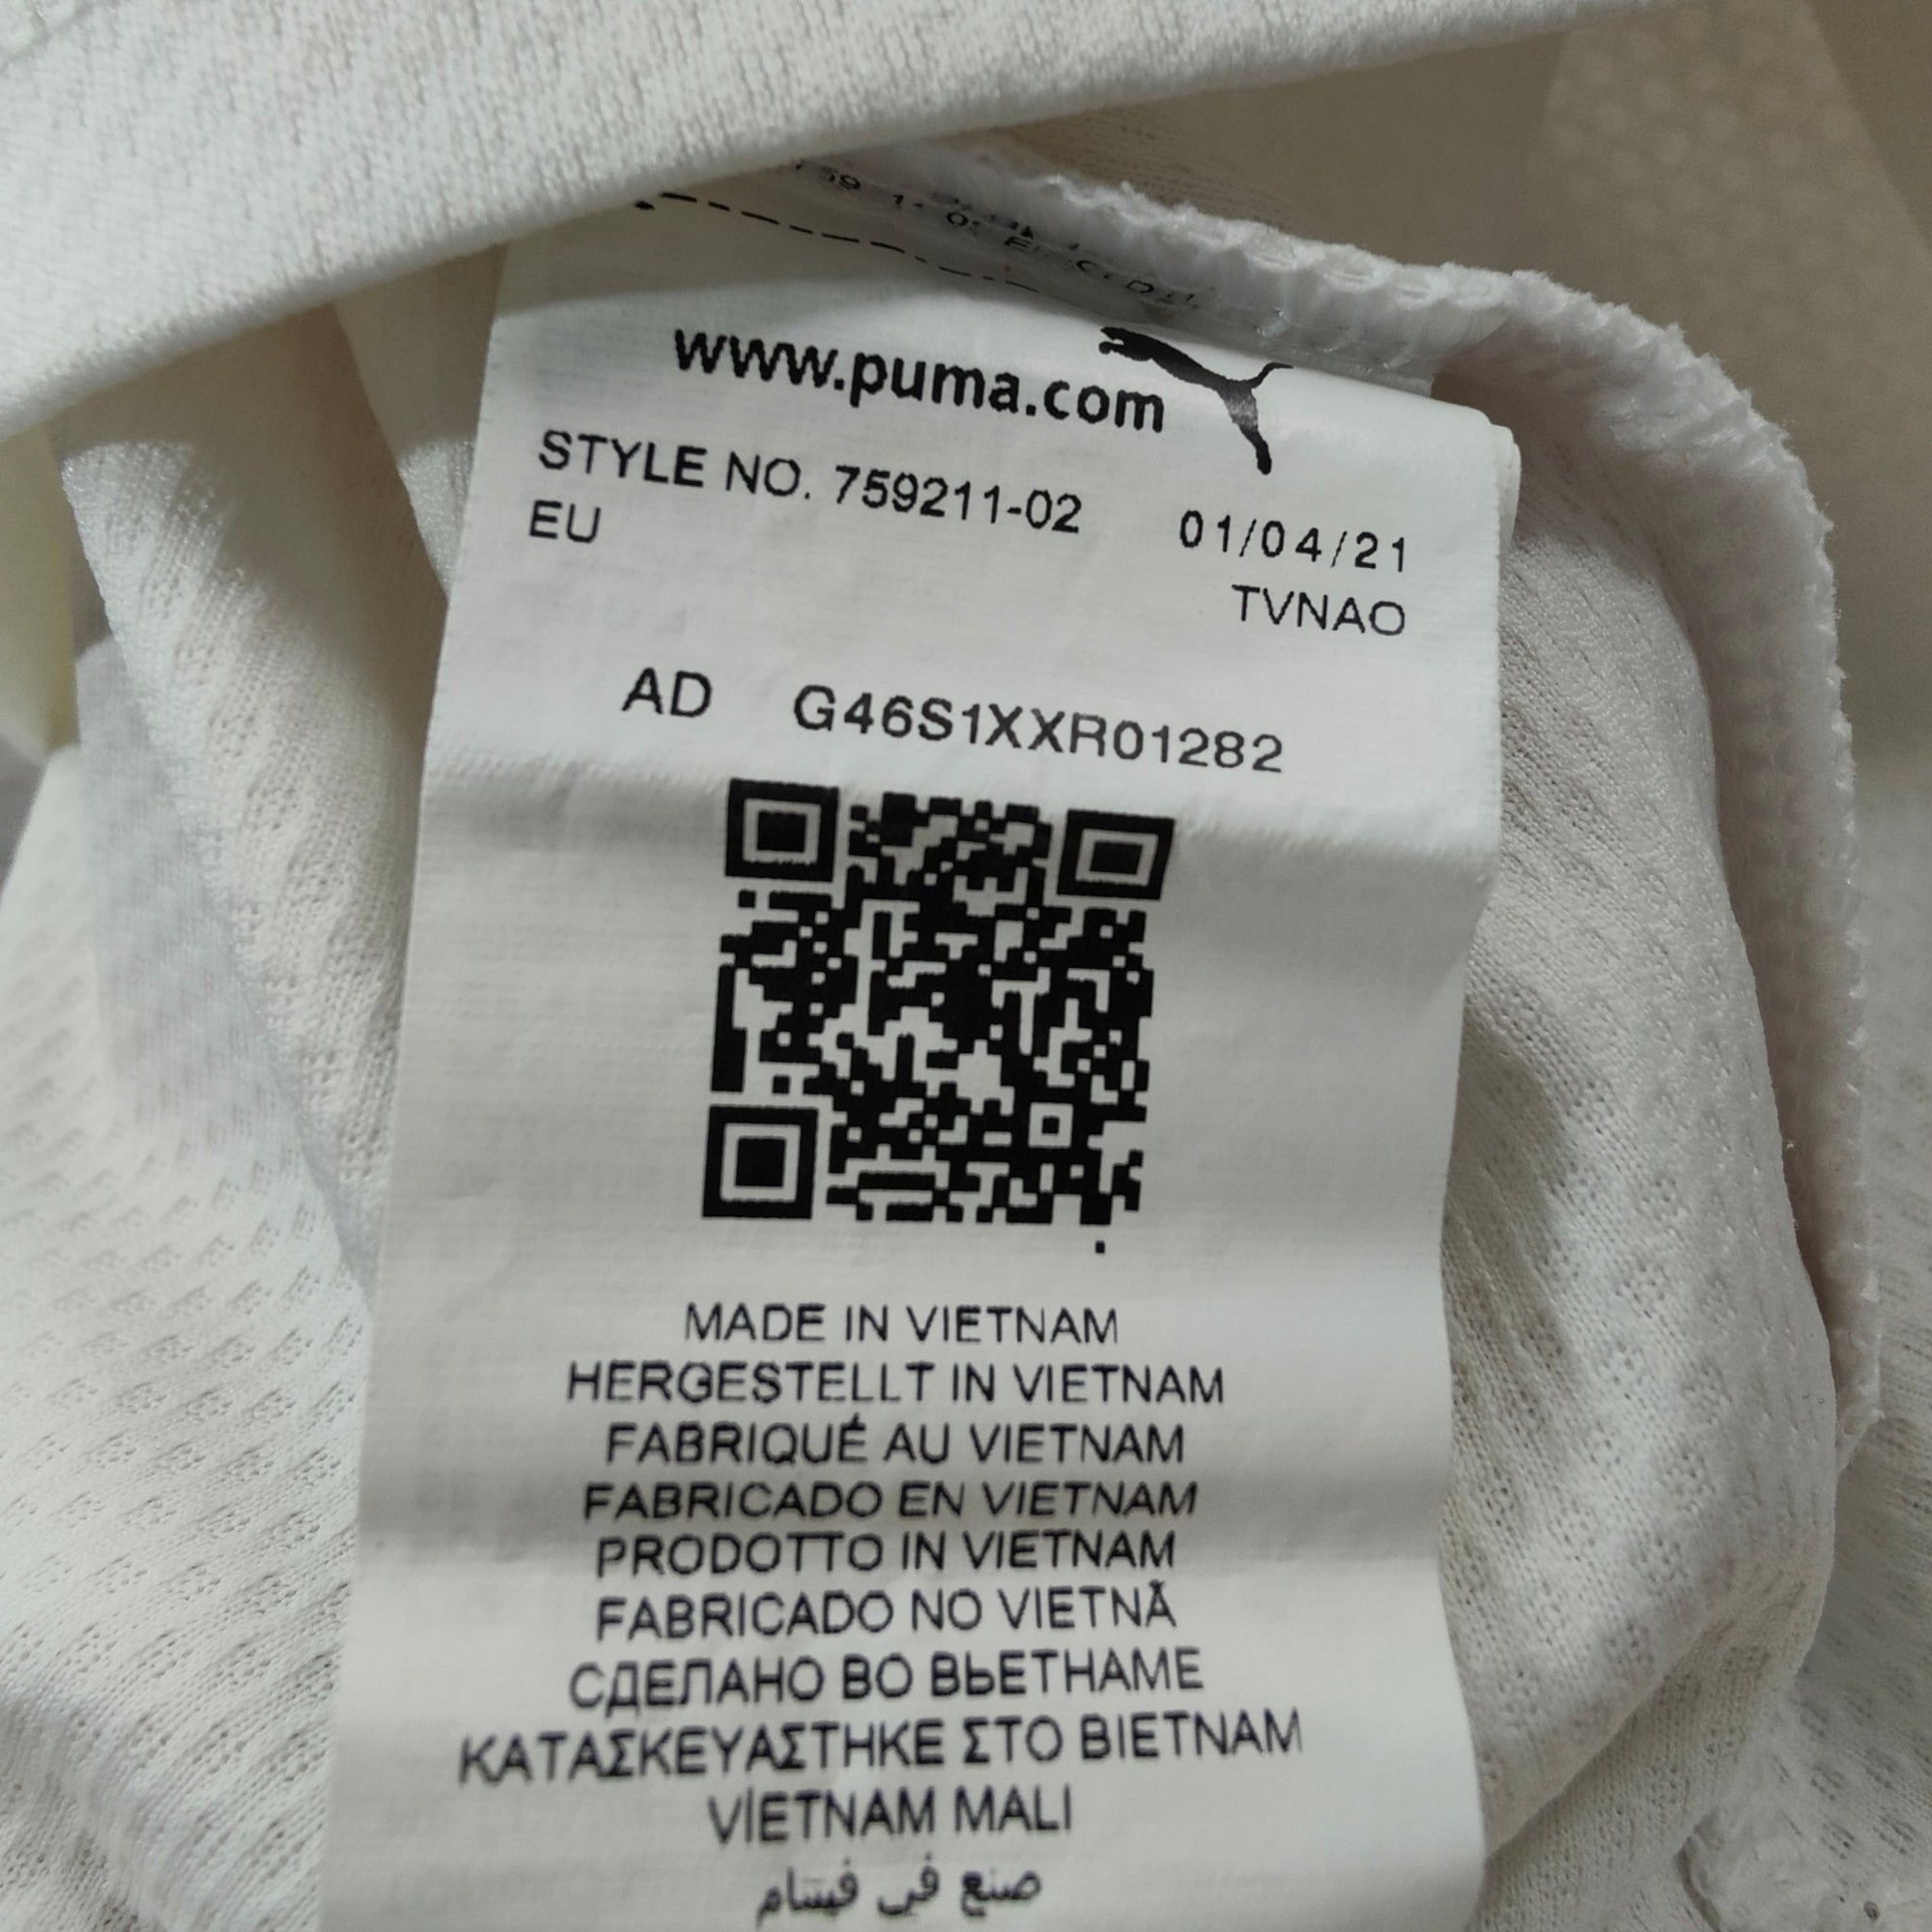 www.puma.com
STYLE NO. 759211-02 01/04/21
EU TVNAO
AD G46S1XXR01282
MADE IN VIETNAM
HERGESTELLT IN VIETNAM
FABRIQUÉ AU VIETNAM
FABRICADO EN VIETNAM
PRODOTTO IN VIETNAM
FABRICADO NO VIETNÃ
СДЕЛАНО ВО ВЬЕТНАМЕ
ΚΑΤΑΣΚΕΥΑΣΤΗΚΕ ΣΤΟ ΒΙΕΤΝΑΜ
VİETNAM MALI
صنع في فيتنام